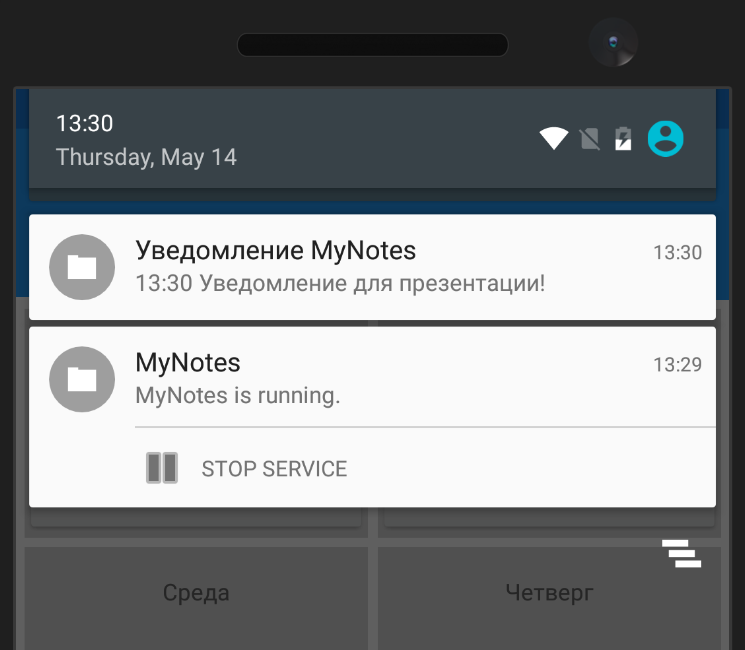 13:30
Thursday, May 14
Уведомление MyNotes 13:30
13:30 Уведомление для презентации!
MyNotes 13:29
MyNotes is running.
STOP SERVICE
Среда Четверг